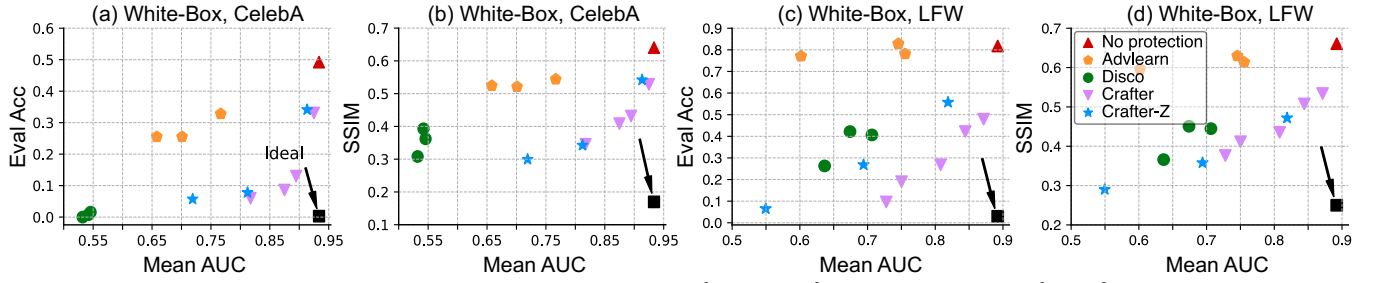 (a) White-Box, CelebA
Eval Acc
0.6
0.5
0.4
0.3
0.2
0.1
0.0
Ideal
0.55
0.65
0.75
0.85
0.95
Mean AUC
(b) White-Box, CelebA
SSIM
0.7
0.6
0.5
0.4
0.3
0.2
0.1
0.55
0.65
0.75
0.85
0.95
Mean AUC
(c) White-Box, LFW
Eval Acc
0.9
0.8
0.7
0.6
0.5
0.4
0.3
0.2
0.1
0.0
0.5
0.6
0.7
0.8
0.9
Mean AUC
(d) White-Box, LFW
SSIM
0.7
0.6
0.5
0.4
0.3
0.2
No protection
Advlearn
Disco
Crafter
Crafter-Z
0.5
0.6
0.7
0.8
0.9
Mean AUC